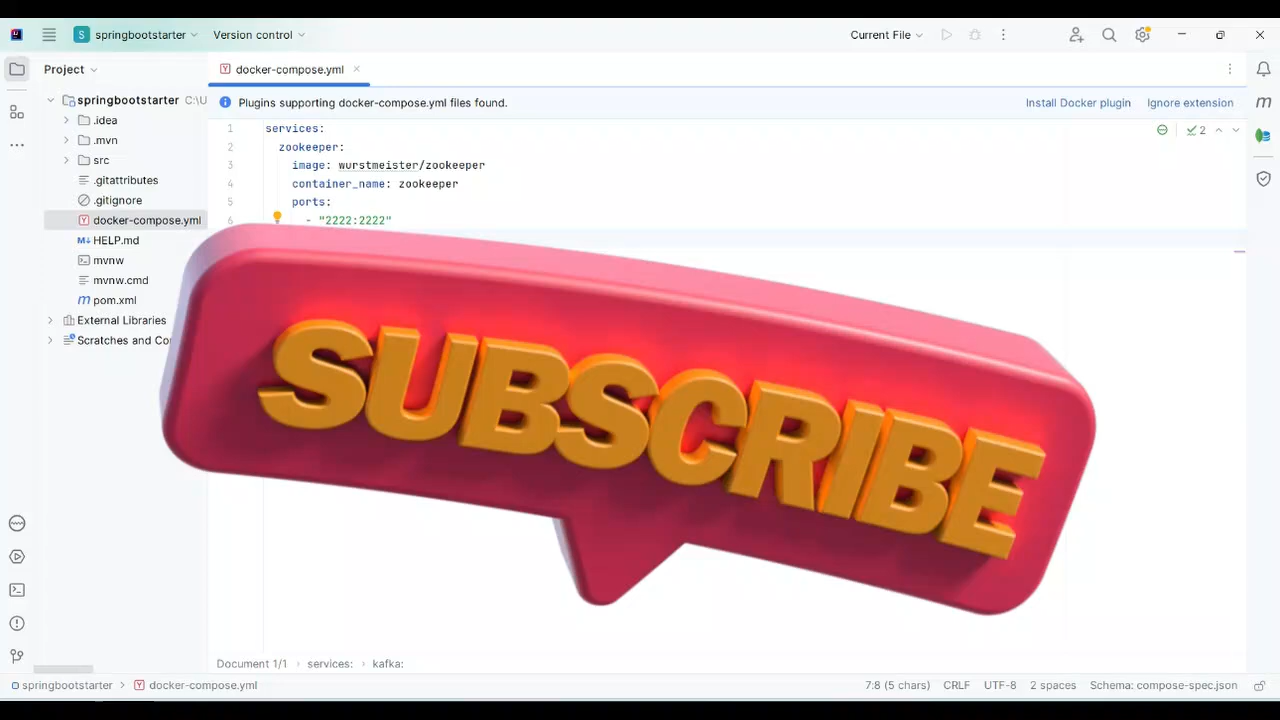 S springbootstarter Version control Current File
Project docker-compose.yml
Plugins supporting docker-compose.yml files found. Install Docker plugin Ignore extension
springbootstarter C:\U
.idea
.mvn
src
.gitattributes
.gitignore
docker-compose.yml
HELP.md
mvnw
mvnw.cmd
pom.xml
External Libraries
Scratches and Co
1 services:
2 zookeeper:
3 image: wurstmeister/zookeeper
4 container_name: zookeeper
5 ports:
6 - "2222:2222"
2
SUBSCRIBE
Document 1/1 services: kafka:
springbootstarter docker-compose.yml 7:8 (5 chars) CRLF UTF-8 2 spaces Schema: compose-spec.json